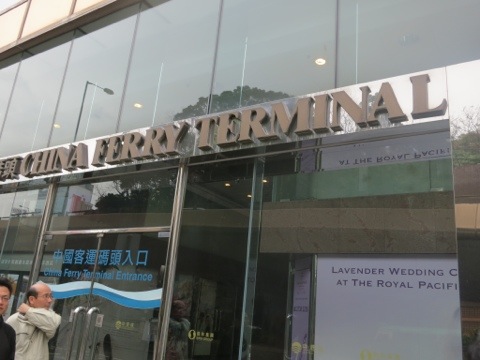 CHINA FERRY TERMINAL
中國客運碼頭入口
China Ferry Terminal Entrance
AT THE ROYAL PACIFI
LAVENDER WEDDING C
AT THE ROYAL PACIFI